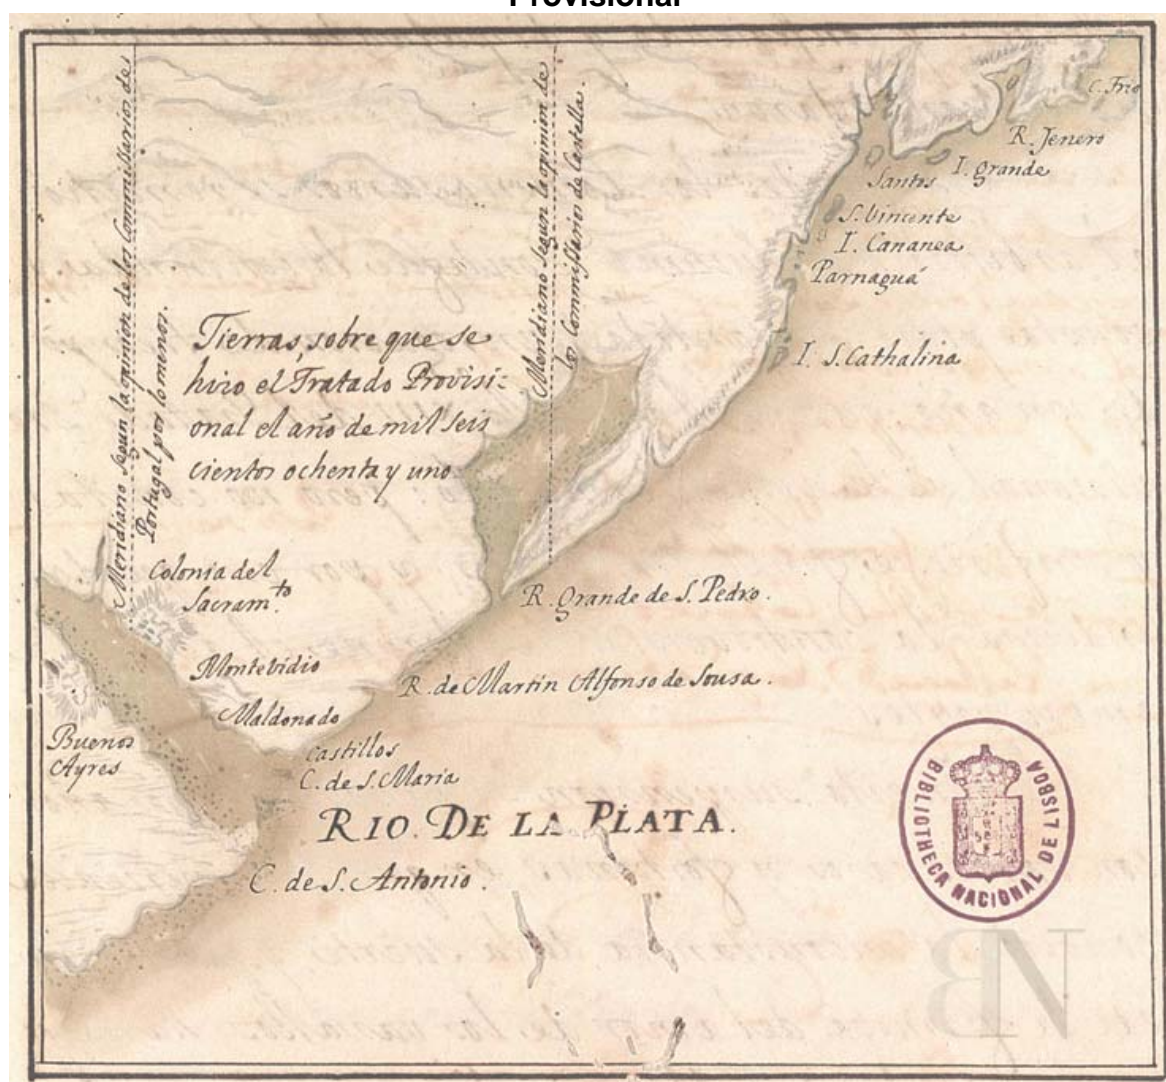 Provisional
Meridiano segun la opinion de los Commissarios de
Portugal por lo menos.
Meridiano segun la opinion de
los Commissarios de Castella.
C. Frio
R. Jenero
I. grande
Santos
S. Vincente
I. Cananea
Parnaguá
I. S. Cathalina
Tierras, sobre que se
hizo el Tratado Provisi-
onal el año de mil seis
cientos ochenta y uno
Colonia del
Sacram.to
R. Grande de S. Pedro.
Montevidio
R. de Martin Alfonso de Sousa.
Maldonado
Buenos
Ayres
Castillos
C. de S. Maria
RIO. DE LA PLATA.
C. de S. Antonio.
BIBLIOTHECA NACIONAL DE LISBOA
BN